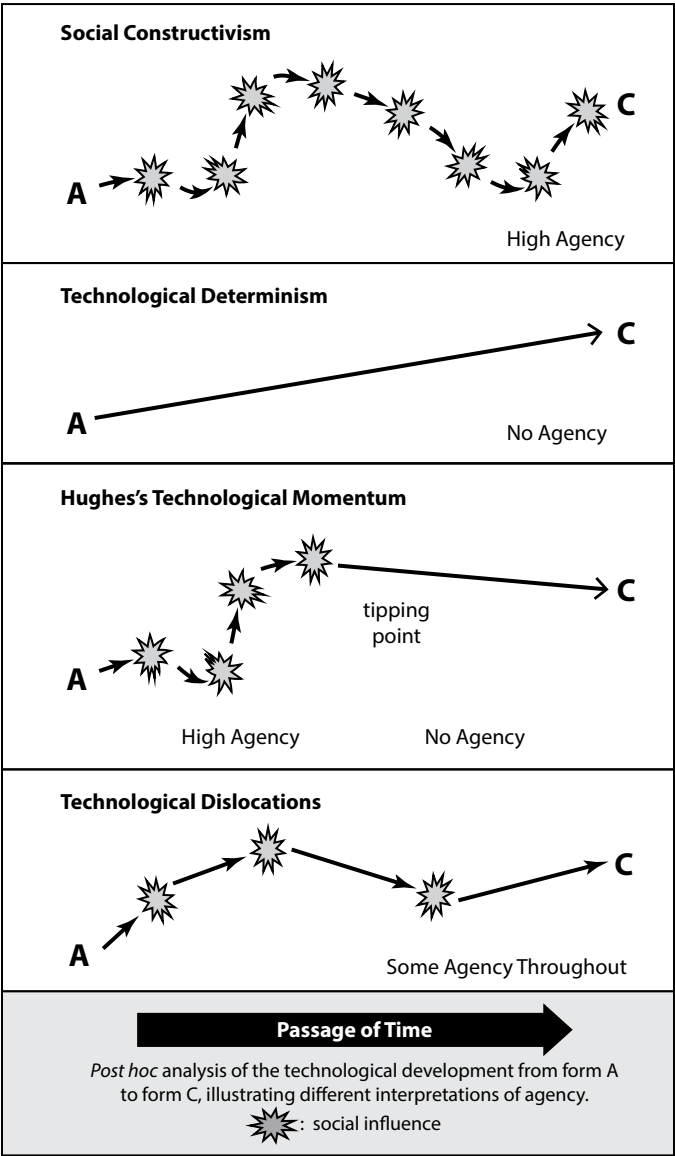 Social Constructivism
C
A
High Agency
Technological Determinism
C
A
No Agency
Hughes's Technological Momentum
C
tipping
point
A
High Agency No Agency
Technological Dislocations
C
A
Some Agency Throughout
Passage of Time
Post hoc analysis of the technological development from form A
to form C, illustrating different interpretations of agency.
: social influence